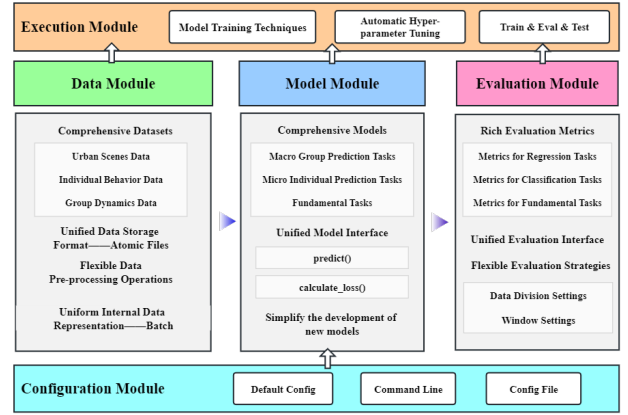 Execution Module
Model Training Techniques
Automatic Hyper-
parameter Tuning
Train & Eval & Test
Data Module
Model Module
Evaluation Module
Comprehensive Datasets
Urban Scenes Data
Individual Behavior Data
Group Dynamics Data
Unified Data Storage
Format——Atomic Files
Flexible Data
Pre-processing Operations
Uniform Internal Data
Representation——Batch
Comprehensive Models
Macro Group Prediction Tasks
Micro Individual Prediction Tasks
Fundamental Tasks
Unified Model Interface
predict()
calculate_loss()
Simplify the development of
new models
Rich Evaluation Metrics
Metrics for Regression Tasks
Metrics for Classification Tasks
Metrics for Fundamental Tasks
Unified Evaluation Interface
Flexible Evaluation Strategies
Data Division Settings
Window Settings
Configuration Module
Default Config
Command Line
Config File